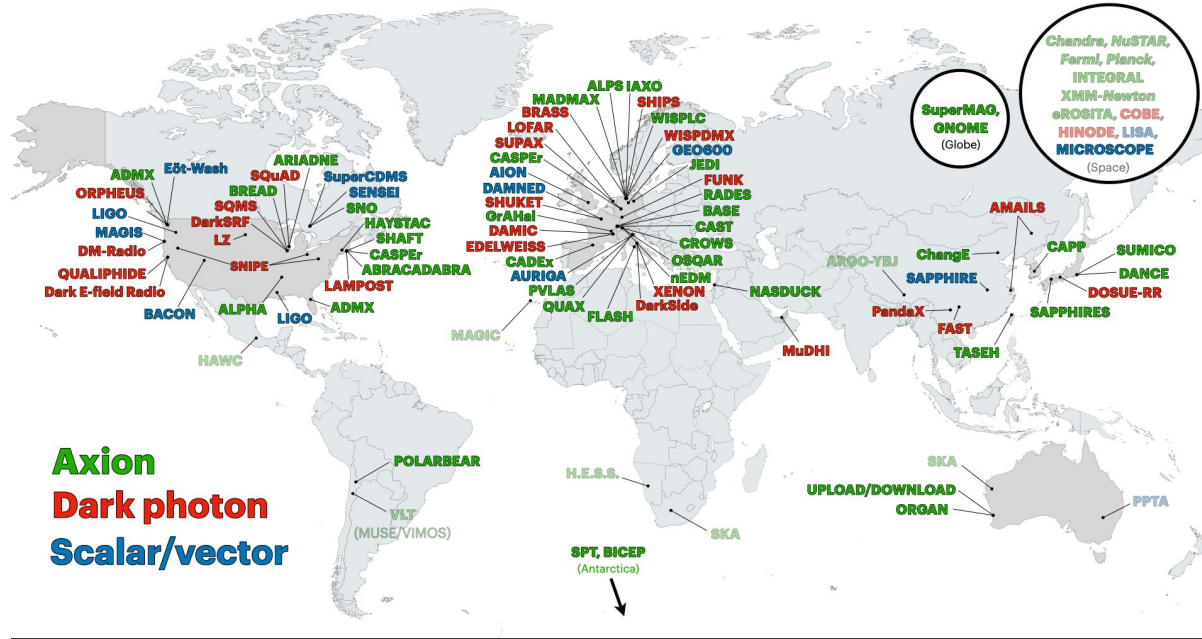 Chandra, NuSTAR,
Fermi, Planck,
INTEGRAL
XMM-Newton
eROSITA, COBE,
HINODE, LISA,
MICROSCOPE
(Space)
SuperMAG,
GNOME
(Globe)
ADMX
Eöt-Wash
ORPHEUS
LIGO
MAGIS
DM-Radio
QUALIPHIDE
Dark E-field Radio
BACON
ARIADNE
SQuAD
BREAD
SuperCDMS
SENSEI
SQMS
SNO
DarkSRF
HAYSTAC
LZ
SHAFT
CASPEr
SNIPE
ABRACADABRA
LAMPOST
ALPHA
LIGO
ADMX
HAWC
ALPS
IAXO
MADMAX
SHIPS
BRASS
WISPLC
LOFAR
WISPDMX
SUPAX
GEO600
CASPEr
JEDI
AION
FUNK
DAMNED
RADES
SHUKET
BASE
GrAHal
CAST
DAMIC
CROWS
EDELWEISS
OSQAR
CADEx
nEDM
AURIGA
XENON
PVLAS
DarkSide
QUAX
FLASH
NASDUCK
MAGIC
MuDHI
AMAILS
ChangE
CAPP
SUMICO
ARGO-YBJ
SAPPHIRE
DANCE
DOSUE-RR
PandaX
SAPPHIRES
FAST
TASEH
POLARBEAR
VLT
(MUSE/VIMOS)
H.E.S.S.
SKA
SKA
UPLOAD/DOWNLOAD
ORGAN
PPTA
SPT, BICEP
(Antarctica)
Axion
Dark photon
Scalar/vector